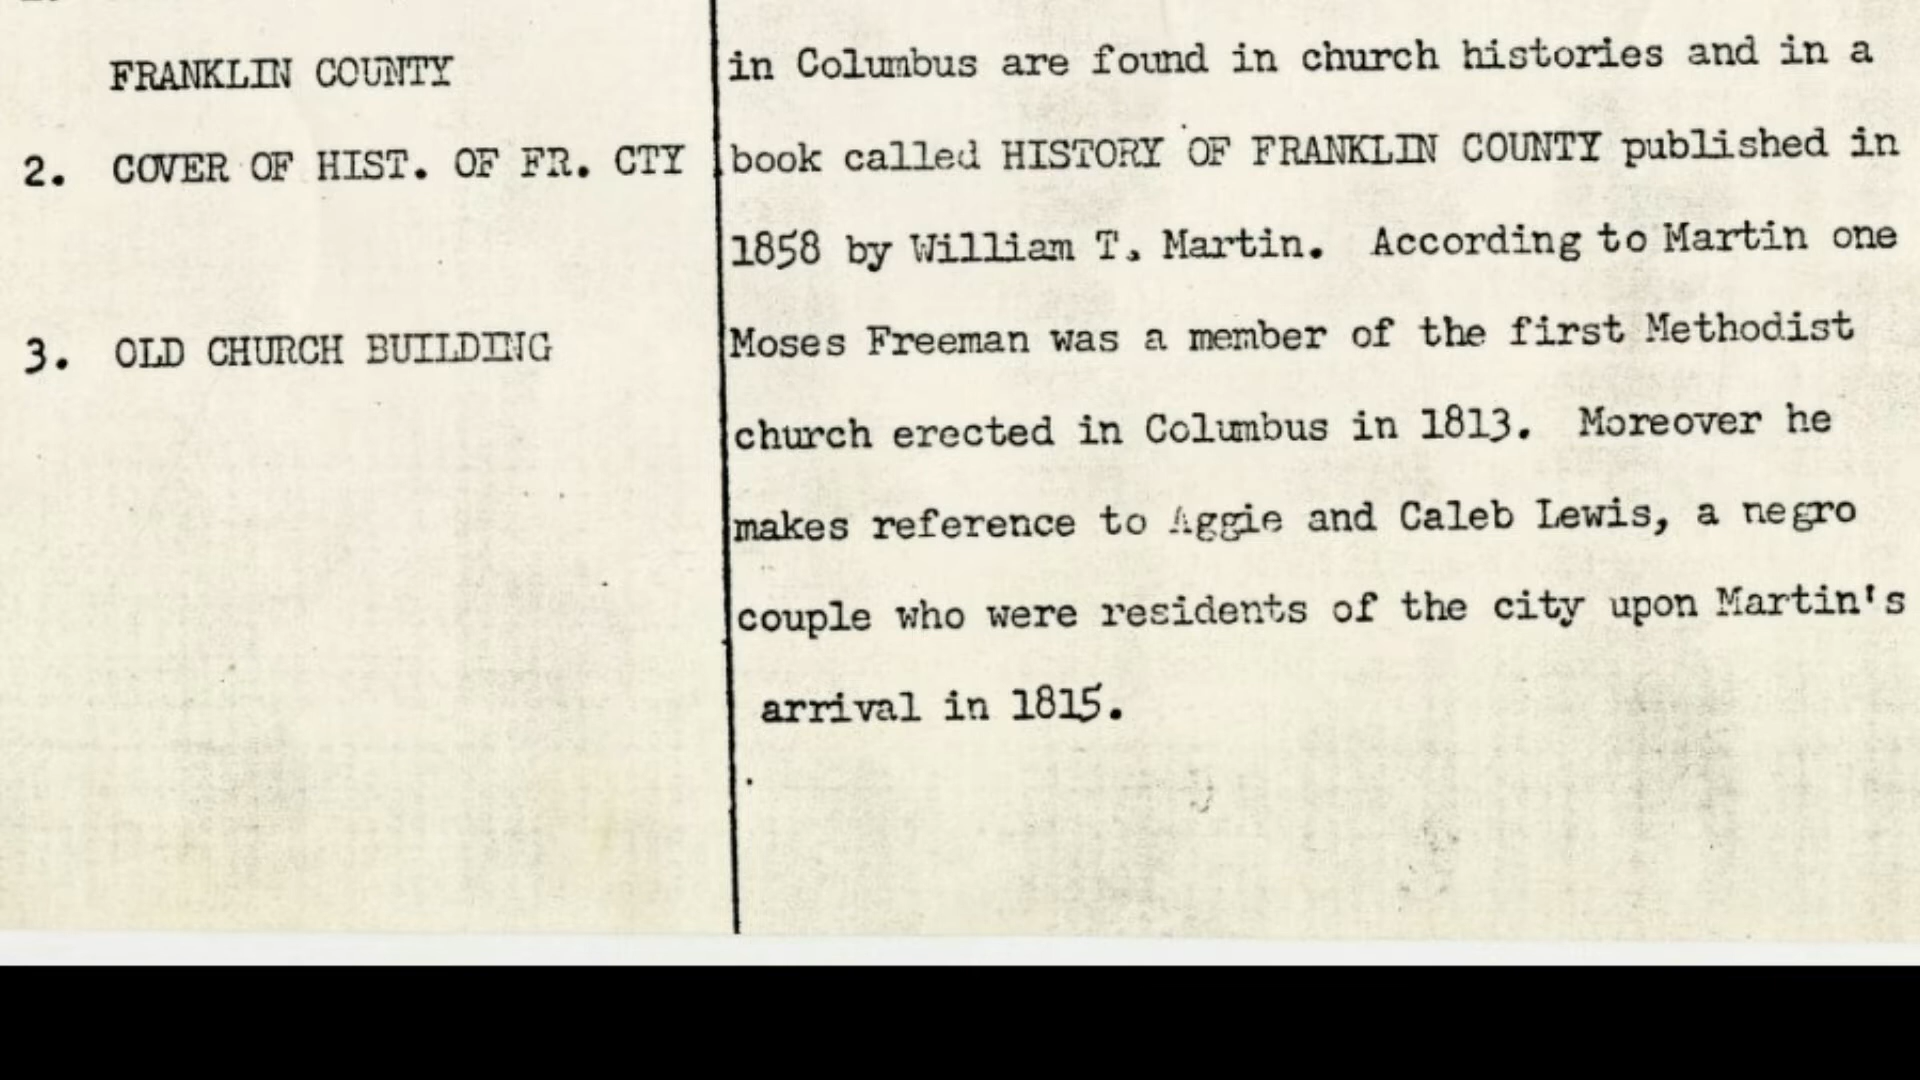 FRANKLIN COUNTY
2. COVER OF HIST. OF FR. CTY
3. OLD CHURCH BUILDING
in Columbus are found in church histories and in a
book called HISTORY OF FRANKLIN COUNTY published in
1858 by William T. Martin. According to Martin one
Moses Freeman was a member of the first Methodist
church erected in Columbus in 1813. Moreover he
makes reference to Aggie and Caleb Lewis, a negro
couple who were residents of the city upon Martin's
arrival in 1815.